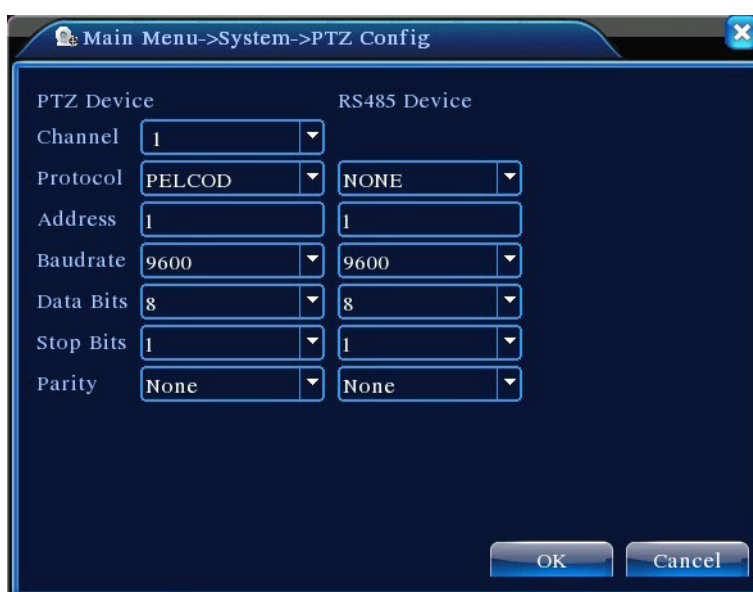 Main Menu->System->PTZ Config
PTZ Device RS485 Device
Channel 1
Protocol PELCOD NONE
Address 1 1
Baudrate 9600 9600
Data Bits 8 8
Stop Bits 1 1
Parity None None
OK Cancel